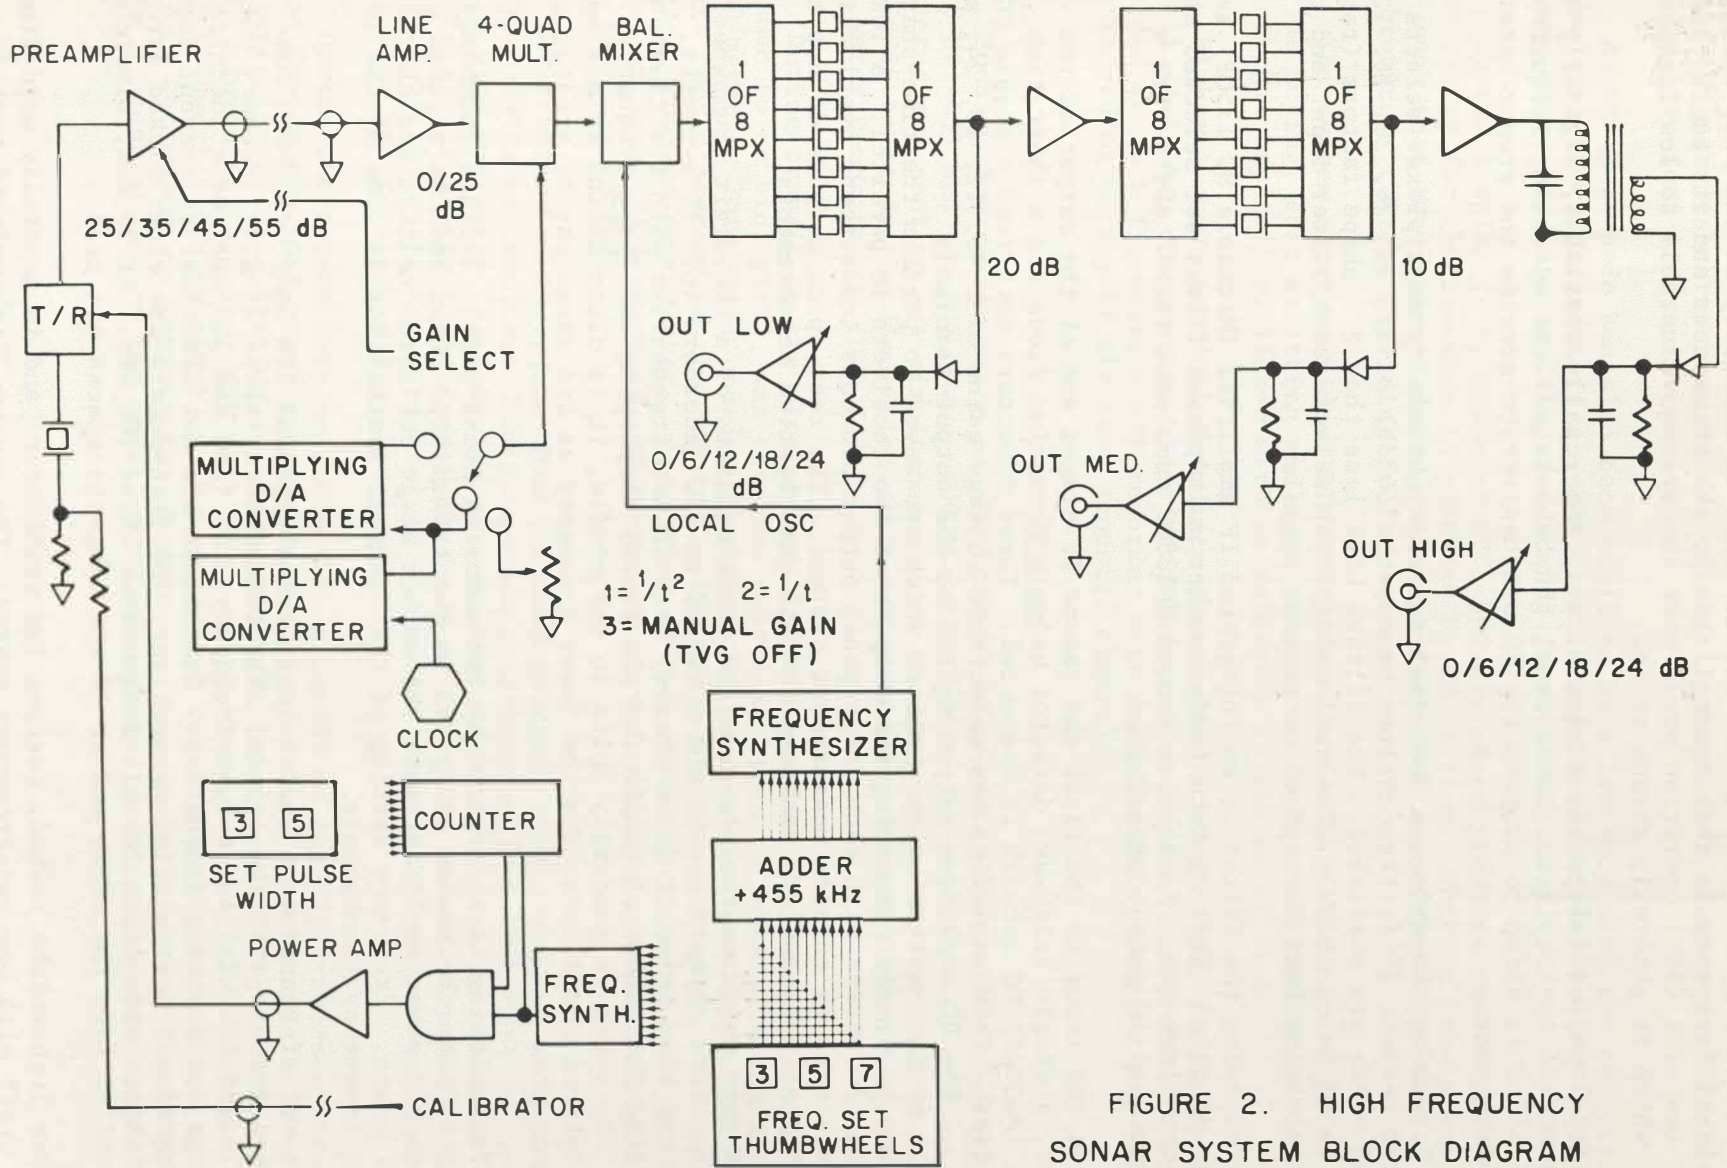 PREAMPLIFIER
LINE
AMP.
4-QUAD
MULT.
BAL.
MIXER
1
OF
8
MPX
1
OF
8
MPX
1
OF
8
MPX
1
OF
8
MPX
0/25
dB
25/35/45/55 dB
20 dB
10 dB
T/R
GAIN
SELECT
OUT LOW
0/6/12/18/24
dB
OUT MED.
OUT HIGH
0/6/12/18/24 dB
MULTIPLYING
D/A
CONVERTER
MULTIPLYING
D/A
CONVERTER
LOCAL OSC
1 = 1/t² 2 = 1/t
3 = MANUAL GAIN
(TVG OFF)
CLOCK
FREQUENCY
SYNTHESIZER
3 5
SET PULSE
WIDTH
COUNTER
ADDER
+455 kHz
POWER AMP
FREQ.
SYNTH.
3 5 7
FREQ. SET
THUMBWHEELS
CALIBRATOR
FIGURE 2. HIGH FREQUENCY
SONAR SYSTEM BLOCK DIAGRAM